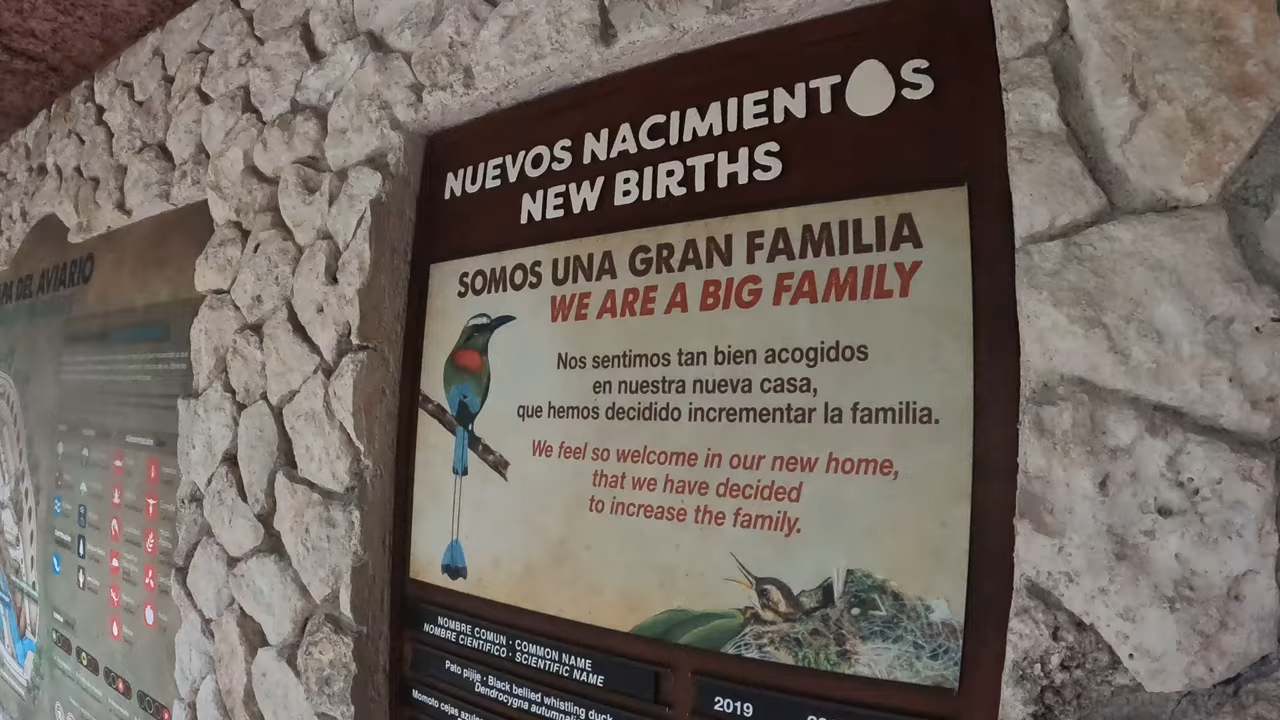 NUEVOS NACIMIENTOS
NEW BIRTHS
SOMOS UNA GRAN FAMILIA
WE ARE A BIG FAMILY
Nos sentimos tan bien acogidos
en nuestra nueva casa,
que hemos decidido incrementar la familia.
We feel so welcome in our new home,
that we have decided
to increase the family.
NOMBRE COMUN · COMMON NAME
NOMBRE CIENTIFICO · SCIENTIFIC NAME
Pato pijije · Black bellied whistling duck
Momoto cejas
2019
DEL AVIARIO
Alimentación